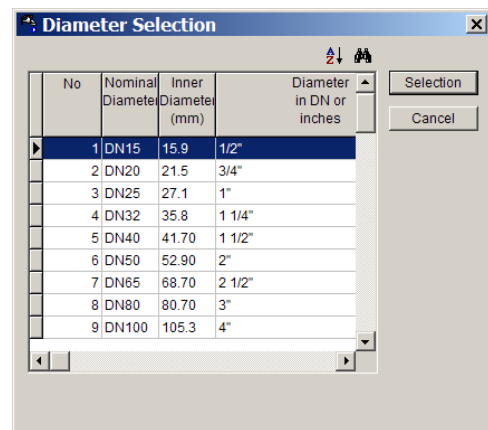 Diameter Selection
No Nominal Diameter Inner Diameter (mm) Diameter in DN or inches
1 DN15 15.9 1/2"
2 DN20 21.5 3/4"
3 DN25 27.1 1"
4 DN32 35.8 1 1/4"
5 DN40 41.70 1 1/2"
6 DN50 52.90 2"
7 DN65 68.70 2 1/2"
8 DN80 80.70 3"
9 DN100 105.3 4"
Selection
Cancel